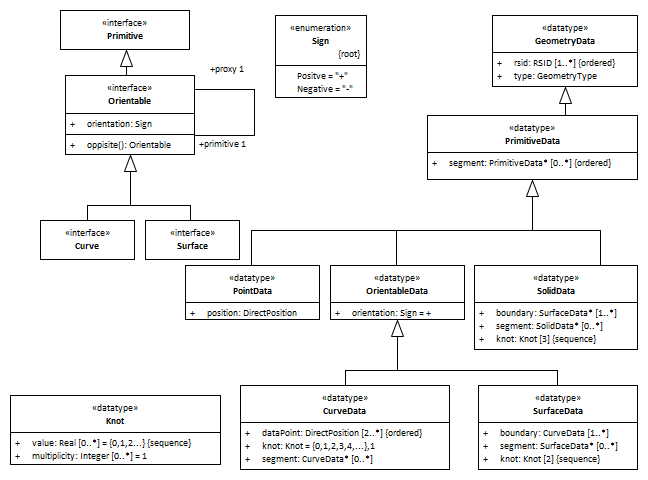 «interface»
Primitive
«interface»
Orientable
+ orientation: Sign
+ oppisite(): Orientable
+proxy 1
+primitive 1
«interface»
Curve
«interface»
Surface
«enumeration»
Sign
{root}
Positve = "+"
Negative = "-"
«datatype»
GeometryData
+ rsid: RSID [1..*] {ordered}
+ type: GeometryType
«datatype»
PrimitiveData
+ segment: PrimitiveData* [0..*] {ordered}
«datatype»
PointData
+ position: DirectPosition
«datatype»
OrientableData
+ orientation: Sign = +
«datatype»
SolidData
+ boundary: SurfaceData* [1..*]
+ segment: SolidData* [0..*]
+ knot: Knot [3] {sequence}
«datatype»
Knot
+ value: Real [0..*] = {0,1,2...} {sequence}
+ multiplicity: Integer [0..*] = 1
«datatype»
CurveData
+ dataPoint: DirectPosition [2..*] {ordered}
+ knot: Knot = {0,1,2,3,4,...},1
+ segment: CurveData* [0..*]
«datatype»
SurfaceData
+ boundary: CurveData [1..*]
+ segment: SurfaceData* [0..*]
+ knot: Knot [2] {sequence}